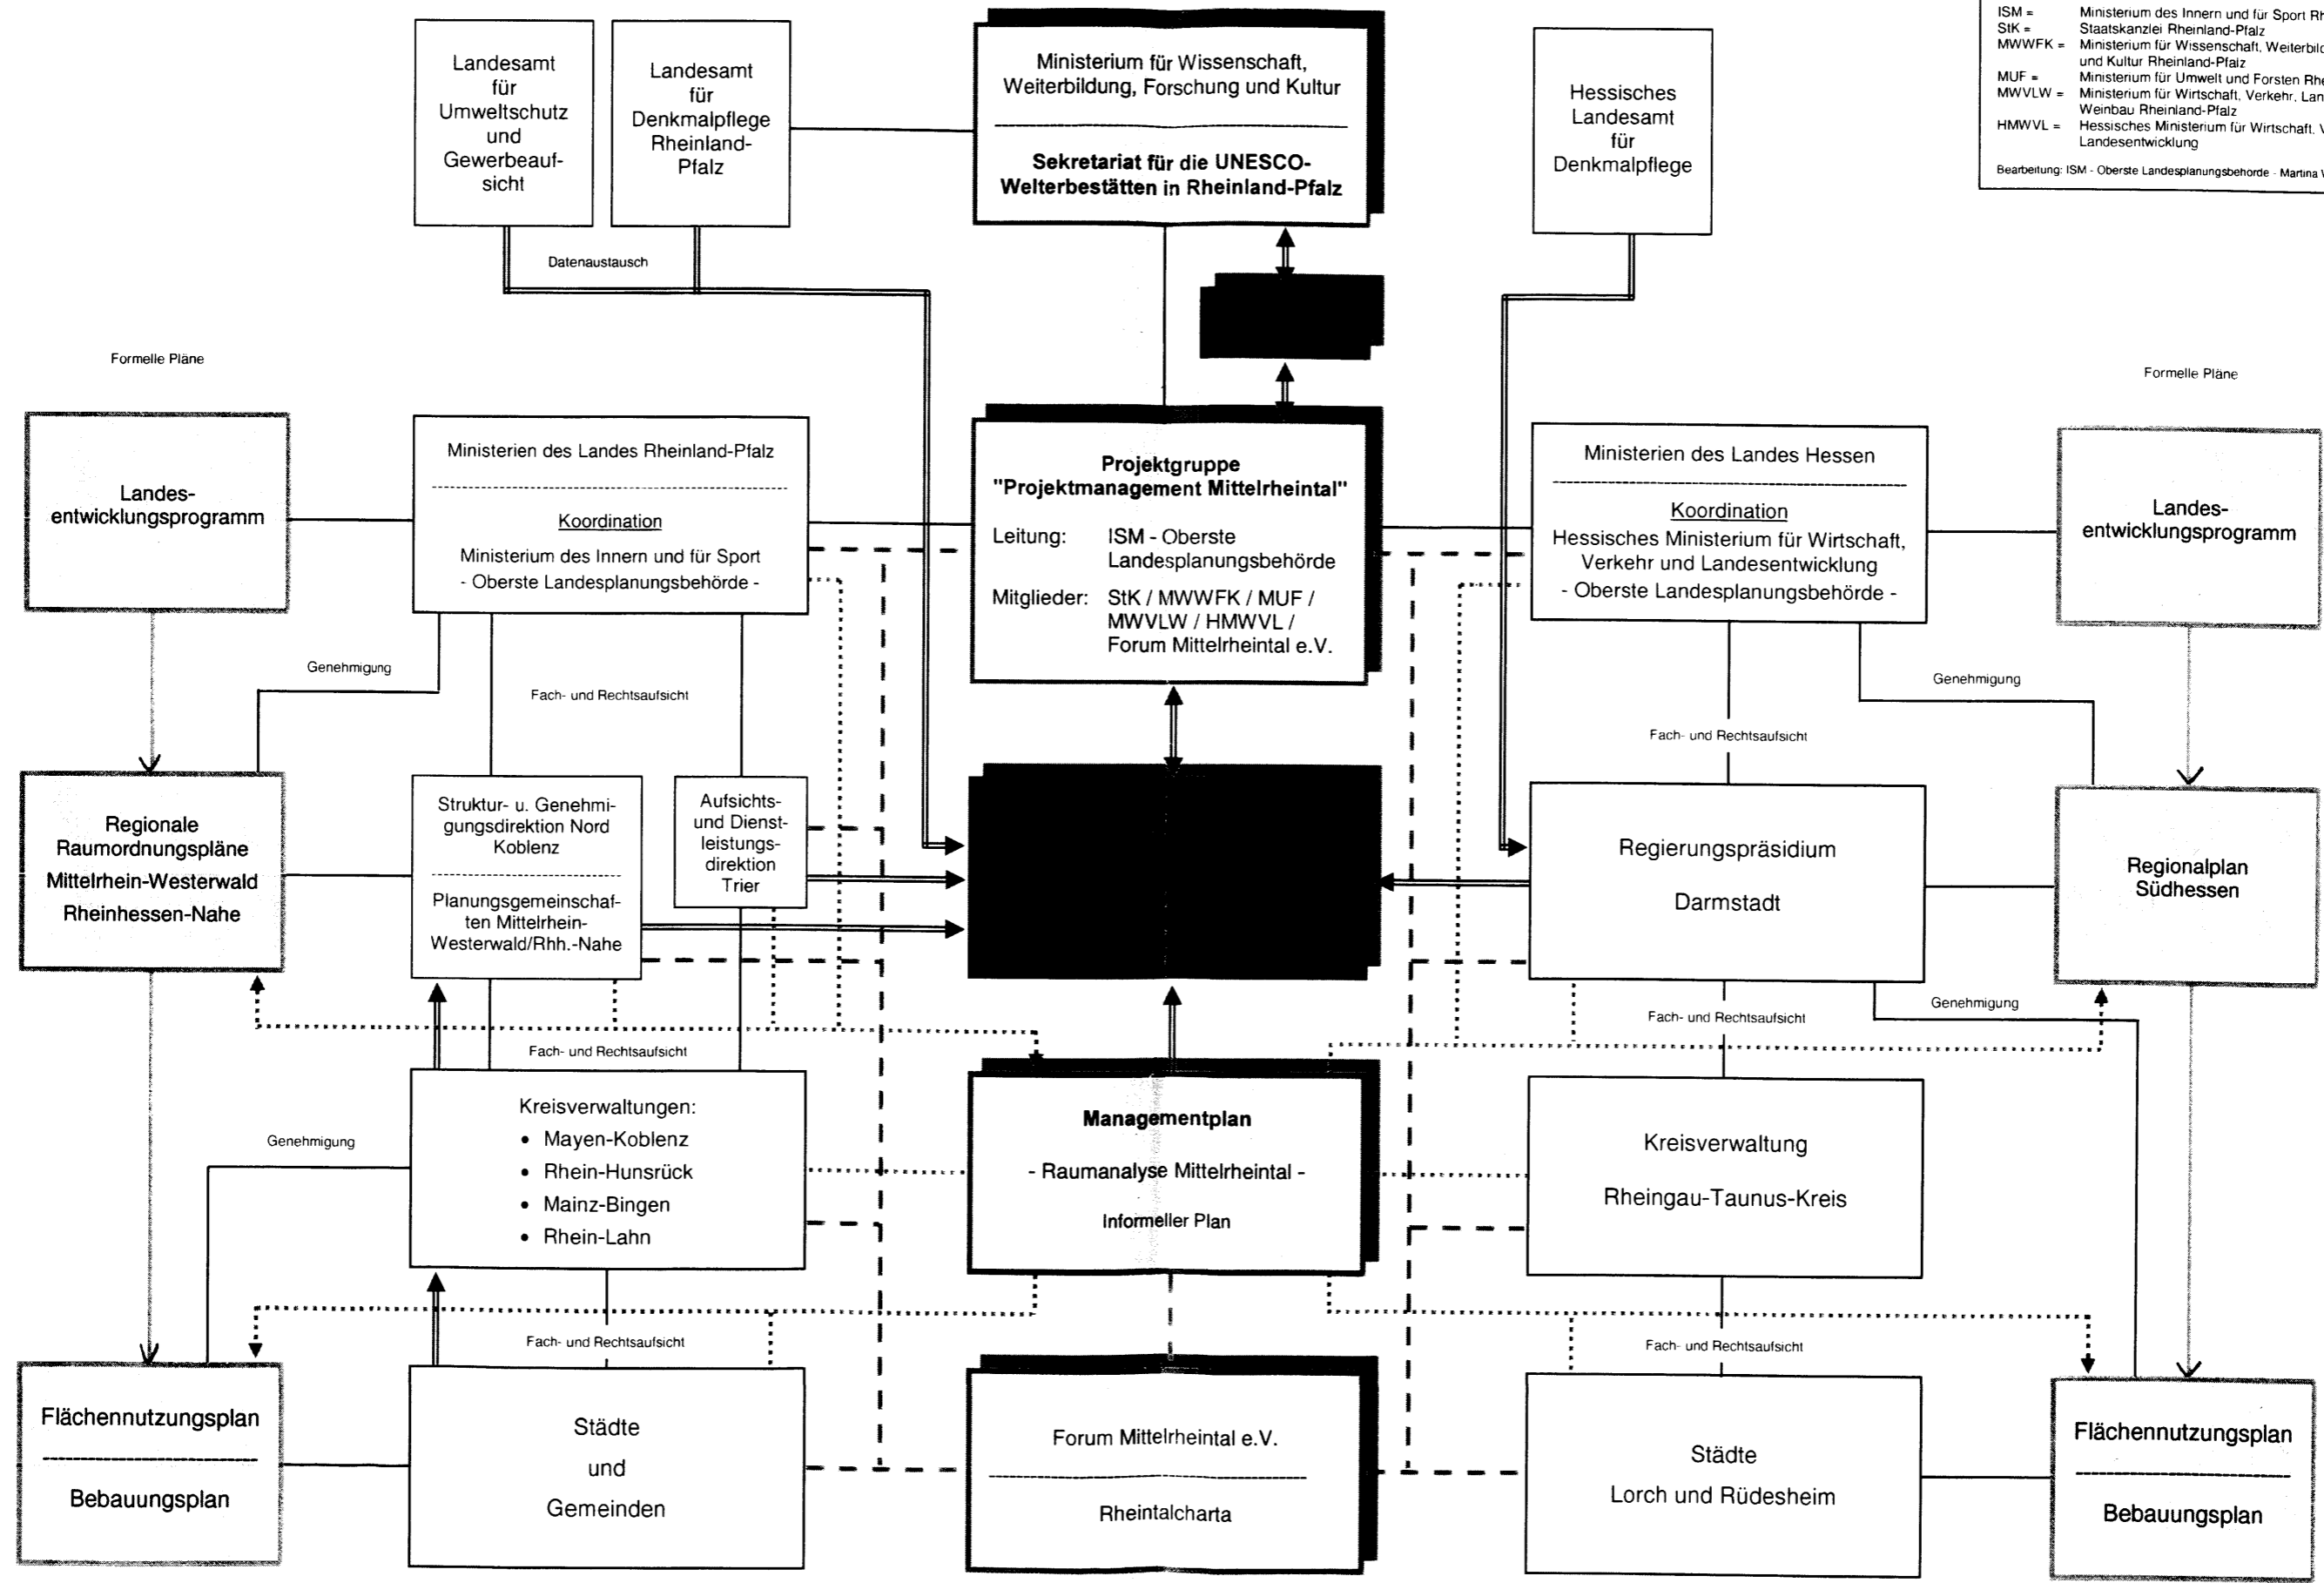 ISM = Ministerium des Innern und für Sport
StK = Staatskanzlei Rheinland-Pfalz
MWWFK = Ministerium für Wissenschaft,
und Kultur Rheinland-Pfalz
MUF = Ministerium für Umwelt und Forsten
MWVLW = Ministerium für Wirtschaft, Verkehr,
Weinbau Rheinland-Pfalz
HMWVL = Hessisches Ministerium für Wirtschaft,
Landesentwicklung
Bearbeitung: ISM - Oberste Landesplanungsbehörde - Martina
Landesamt
für
Umweltschutz
und
Gewerbeauf-
sicht
Landesamt
für
Denkmalpflege
Rheinland-
Pfalz
Ministerium für Wissenschaft,
Weiterbildung, Forschung und Kultur
Sekretariat für die UNESCO-
Welterbestätten in Rheinland-Pfalz
Hessisches
Landesamt
für
Denkmalpflege
Datenaustausch
Formelle Pläne
Formelle Pläne
Landes-
entwicklungsprogramm
Ministerien des Landes Rheinland-Pfalz
Koordination
Ministerium des Innern und für Sport
- Oberste Landesplanungsbehörde -
Projektgruppe
"Projektmanagement Mittelrheintal"
Leitung: ISM - Oberste
Landesplanungsbehörde
Mitglieder: StK / MWWFK / MUF /
MWVLW / HMWVL /
Forum Mittelrheintal e.V.
Ministerien des Landes Hessen
Koordination
Hessisches Ministerium für Wirtschaft,
Verkehr und Landesentwicklung
- Oberste Landesplanungsbehörde -
Landes-
entwicklungsprogramm
Genehmigung
Fach- und Rechtsaufsicht
Genehmigung
Fach- und Rechtsaufsicht
Regionale
Raumordnungspläne
Mittelrhein-Westerwald
Rheinhessen-Nahe
Struktur- u. Genehmi-
gungsdirektion Nord
Koblenz
Planungsgemeinschaf-
ten Mittelrhein-
Westerwald/Rhh.-Nahe
Aufsichts-
und Dienst-
leistungs-
direktion
Trier
Regierungspräsidium
Darmstadt
Regionalplan
Südhessen
Fach- und Rechtsaufsicht
Fach- und Rechtsaufsicht
Genehmigung
Genehmigung
Kreisverwaltungen:
• Mayen-Koblenz
• Rhein-Hunsrück
• Mainz-Bingen
• Rhein-Lahn
Managementplan
- Raumanalyse Mittelrheintal -
Informeller Plan
Kreisverwaltung
Rheingau-Taunus-Kreis
Fach- und Rechtsaufsicht
Fach- und Rechtsaufsicht
Flächennutzungsplan
Bebauungsplan
Städte
und
Gemeinden
Forum Mittelrheintal e.V.
Rheintalcharta
Städte
Lorch und Rüdesheim
Flächennutzungsplan
Bebauungsplan